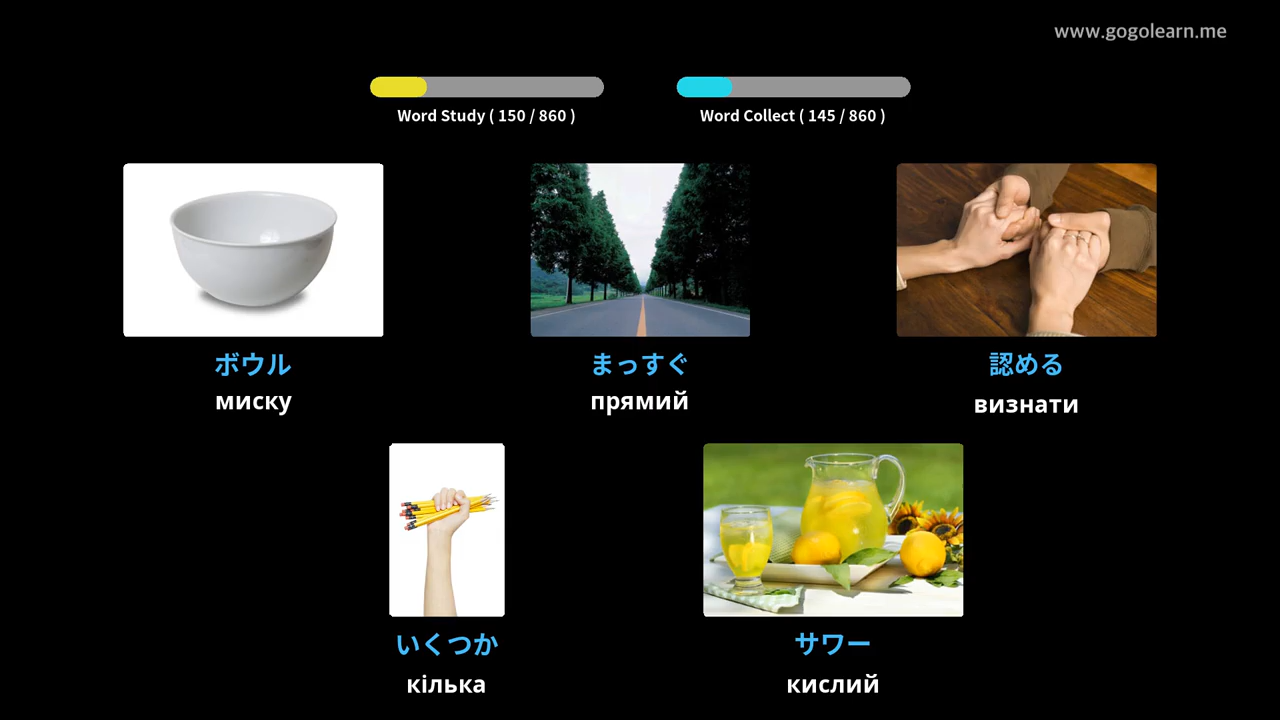 www.gogolearn.me
Word Study ( 150 / 860 )
Word Collect ( 145 / 860 )
ボウル
миску
まっすぐ
прямий
認める
визнати
いくつか
кілька
サワー
кислий